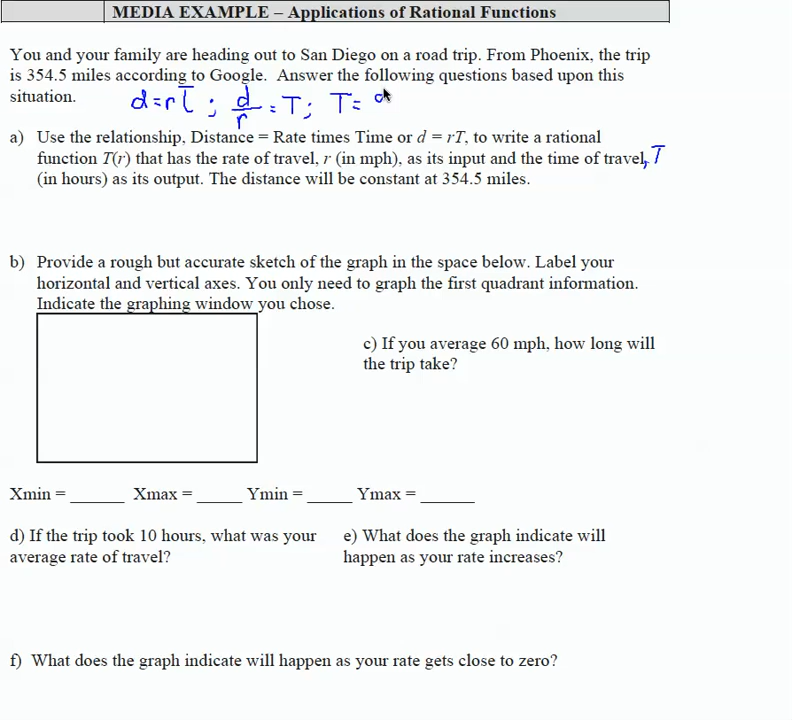 MEDIA EXAMPLE – Applications of Rational Functions
You and your family are heading out to San Diego on a road trip. From Phoenix, the trip
is 354.5 miles according to Google. Answer the following questions based upon this
situation.
d=rT ; d/r = T ; T= d
a) Use the relationship, Distance = Rate times Time or d = rT, to write a rational
function T(r) that has the rate of travel, r (in mph), as its input and the time of travel, T
(in hours) as its output. The distance will be constant at 354.5 miles.
b) Provide a rough but accurate sketch of the graph in the space below. Label your
horizontal and vertical axes. You only need to graph the first quadrant information.
Indicate the graphing window you chose.
c) If you average 60 mph, how long will
the trip take?
Xmin = ______ Xmax = _____ Ymin = _____ Ymax = ______
d) If the trip took 10 hours, what was your
average rate of travel?
e) What does the graph indicate will
happen as your rate increases?
f) What does the graph indicate will happen as your rate gets close to zero?